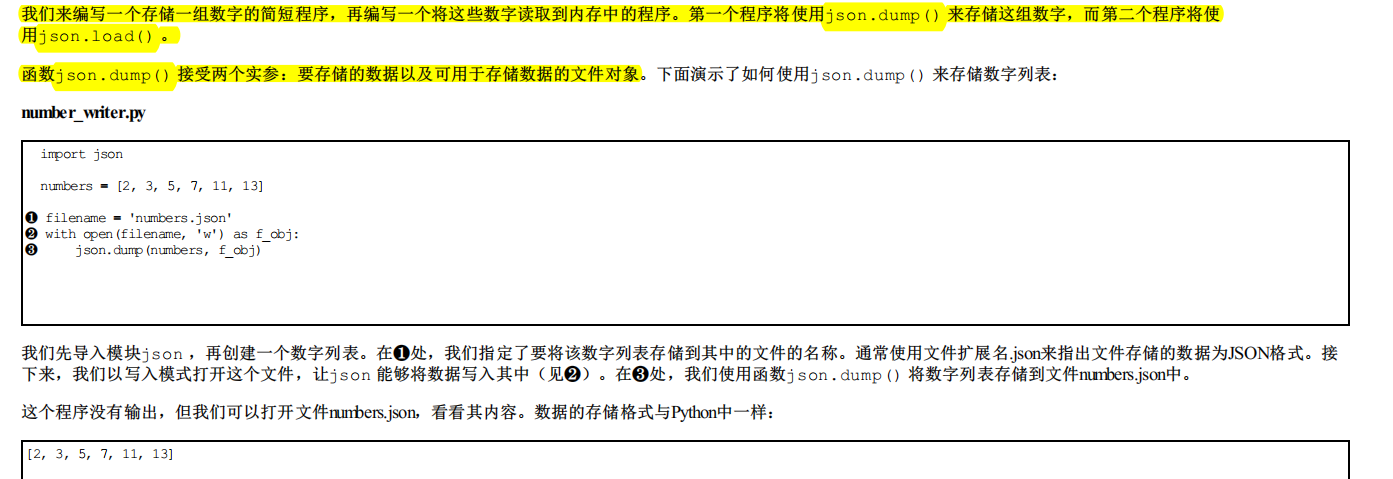 我们来编写一个存储一组数字的简短程序，再编写一个将这些数字读取到内存中的程序。第一个程序将使用json.dump() 来存储这组数字，而第二个程序将使
用json.load() 。
函数json.dump() 接受两个实参：要存储的数据以及可用于存储数据的文件对象。下面演示了如何使用json.dump() 来存储数字列表：
number_writer.py
import json
numbers = [2, 3, 5, 7, 11, 13]
❶ filename = 'numbers.json'
❷ with open(filename, 'w') as f_obj:
❸     json.dump(numbers, f_obj)
我们先导入模块json ，再创建一个数字列表。在❶处，我们指定了要将该数字列表存储到其中的文件的名称。通常使用文件扩展名.json来指出文件存储的数据为JSON格式。接
下来，我们以写入模式打开这个文件，让json 能够将数据写入其中（见❷）。在❸处，我们使用函数json.dump() 将数字列表存储到文件numbers.json中。
这个程序没有输出，但我们可以打开文件numbers.json，看看其内容。数据的存储格式与Python中一样：
[2, 3, 5, 7, 11, 13]